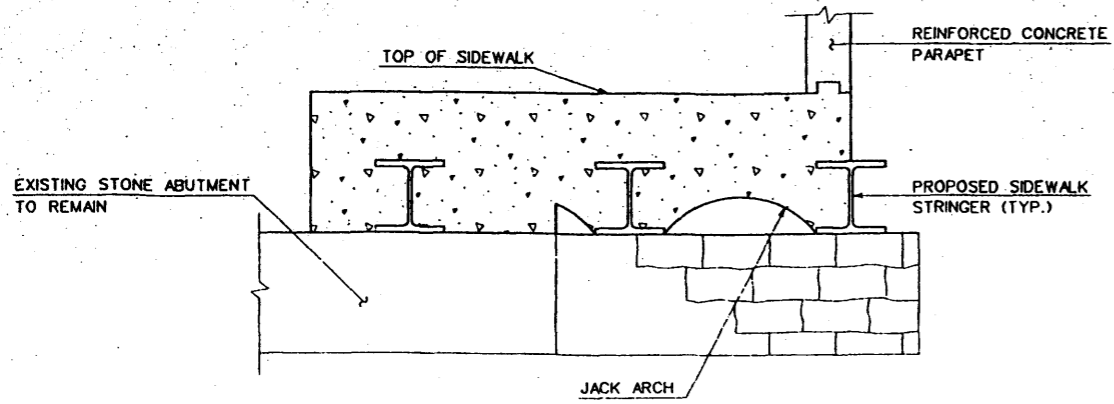 REINFORCED CONCRETE
PARAPET
TOP OF SIDEWALK
EXISTING STONE ABUTMENT
TO REMAIN
PROPOSED SIDEWALK
STRINGER (TYP.)
JACK ARCH